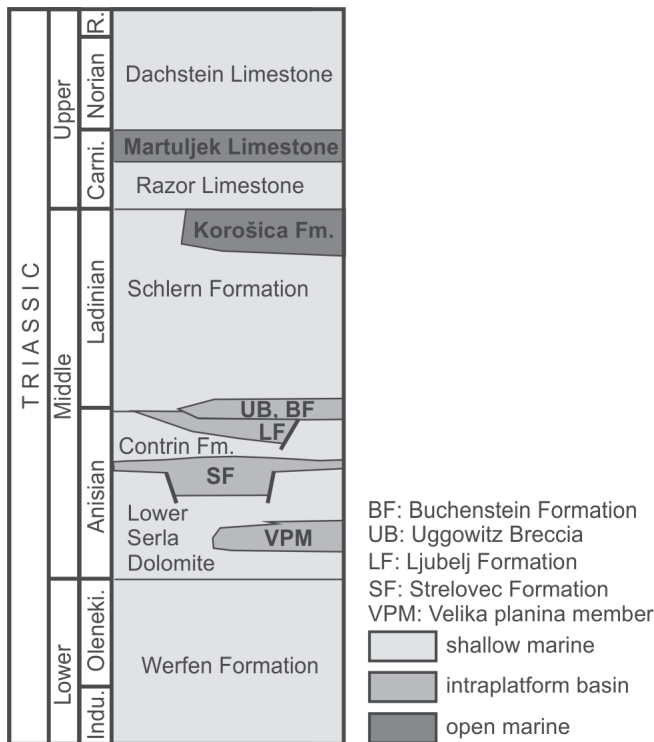 TRIASSIC
Upper
Middle
Lower
R.
Norian
Carni.
Ladinian
Anisian
Oleneki.
Indu.
Dachstein Limestone
Martuljek Limestone
Razor Limestone
Korošica Fm.
Schlern Formation
UB, BF
LF
Contrin Fm.
SF
Lower
Serla
Dolomite
VPM
Werfen Formation
BF: Buchenstein Formation
UB: Uggowitz Breccia
LF: Ljubelj Formation
SF: Strelovec Formation
VPM: Velika planina member
shallow marine
intraplatform basin
open marine